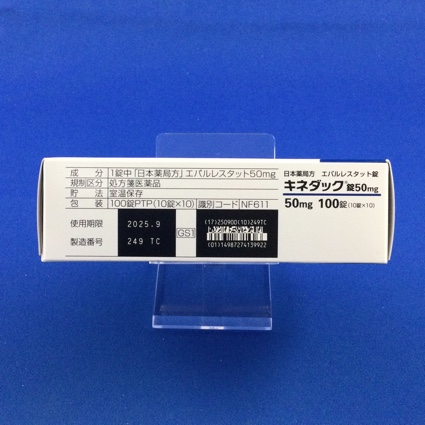 成 分 1錠中「日本薬局方」エパルレスタット50mg
規制区分 処方箋医薬品
貯 法 室温保存
包 装 100錠PTP(10錠×10) 識別コード NF611
使用期限 2025.9
製造番号 249 TC
GS1
(17)250900(10)249TC
(01)14987274139922
日本薬局方 エパルレスタット錠
キネダック®錠50mg
50mg 100錠(10錠×10)